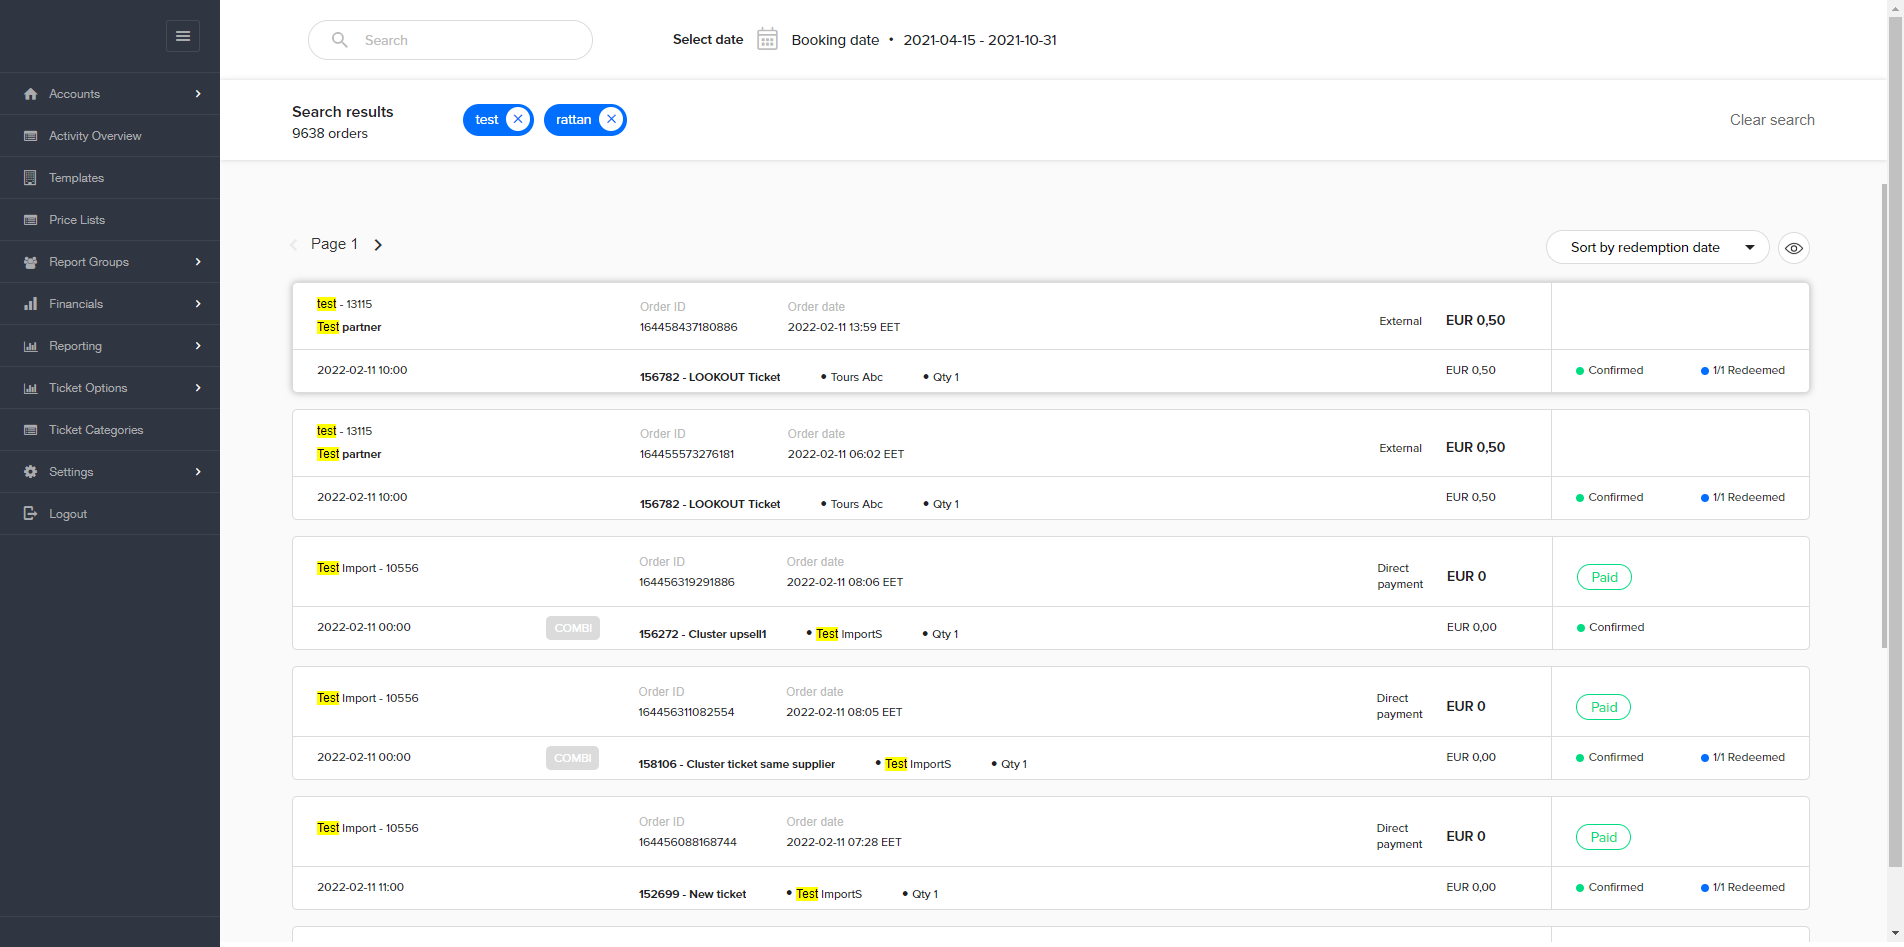 Search
Select date
Booking date • 2021-04-15 - 2021-10-31
Accounts
Activity Overview
Templates
Price Lists
Report Groups
Financials
Reporting
Ticket Options
Ticket Categories
Settings
Logout
Search results
9638 orders
test
rattan
Clear search
Page 1
Sort by redemption date
test - 13115
Test partner
Order ID
164458437180886
Order date
2022-02-11 13:59 EET
External
EUR 0,50
2022-02-11 10:00
156782 - LOOKOUT Ticket
• Tours Abc
• Qty 1
EUR 0,50
Confirmed
1/1 Redeemed
test - 13115
Test partner
Order ID
164455573276181
Order date
2022-02-11 06:02 EET
External
EUR 0,50
2022-02-11 10:00
156782 - LOOKOUT Ticket
• Tours Abc
• Qty 1
EUR 0,50
Confirmed
1/1 Redeemed
Test Import - 10556
Order ID
164456319291886
Order date
2022-02-11 08:06 EET
Direct
payment
EUR 0
Paid
2022-02-11 00:00
COMBI
156272 - Cluster upsell1
• Test ImportS
• Qty 1
EUR 0,00
Confirmed
Test Import - 10556
Order ID
164456311082554
Order date
2022-02-11 08:05 EET
Direct
payment
EUR 0
Paid
2022-02-11 00:00
COMBI
158106 - Cluster ticket same supplier
• Test ImportS
• Qty 1
EUR 0,00
Confirmed
1/1 Redeemed
Test Import - 10556
Order ID
164456088168744
Order date
2022-02-11 07:28 EET
Direct
payment
EUR 0
Paid
2022-02-11 11:00
152699 - New ticket
• Test ImportS
• Qty 1
EUR 0,00
Confirmed
1/1 Redeemed